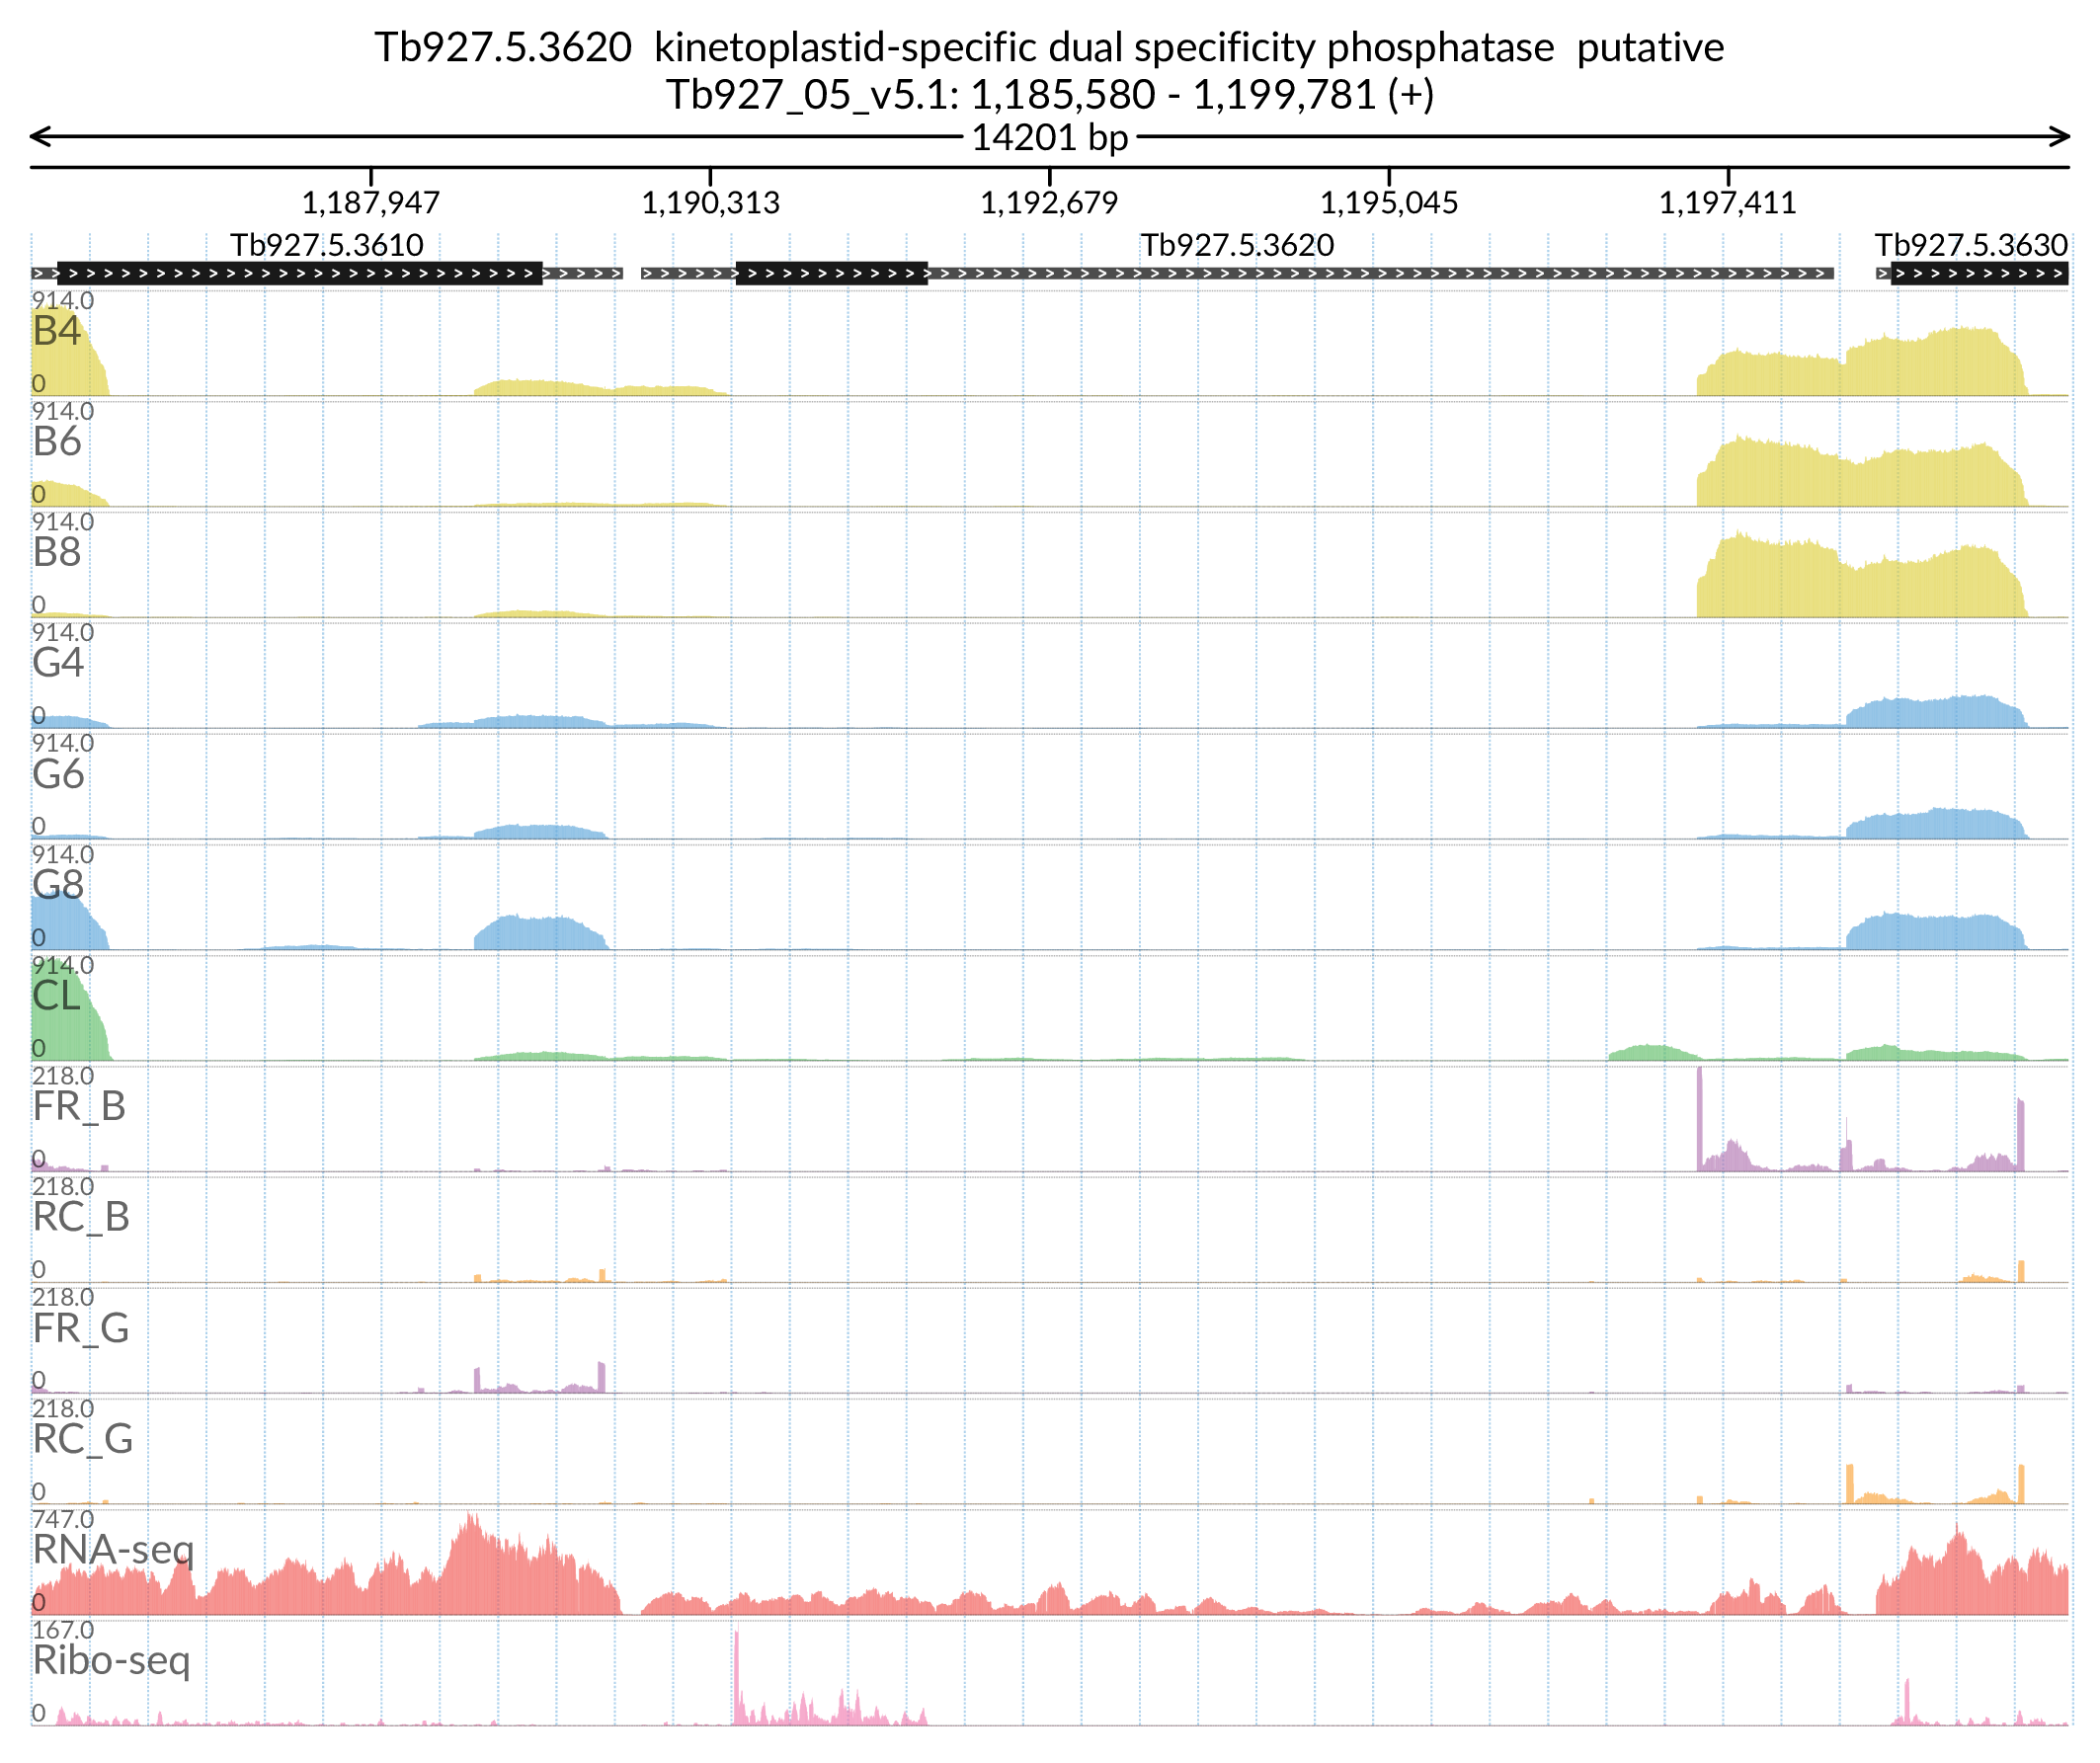 Tb927.5.3620  kinetoplastid-specific dual specificity phosphatase  putative
Tb927_05_v5.1: 1,185,580 - 1,199,781 (+)
14201 bp
1,187,947 1,190,313 1,192,679 1,195,045 1,197,411
Tb927.5.3610 Tb927.5.3620 Tb927.5.3630
914.0
B4
0
914.0
B6
0
914.0
B8
0
914.0
G4
0
914.0
G6
0
914.0
G8
0
914.0
CL
0
218.0
FR_B
0
218.0
RC_B
0
218.0
FR_G
0
218.0
RC_G
0
747.0
RNA-seq
0
167.0
Ribo-seq
0